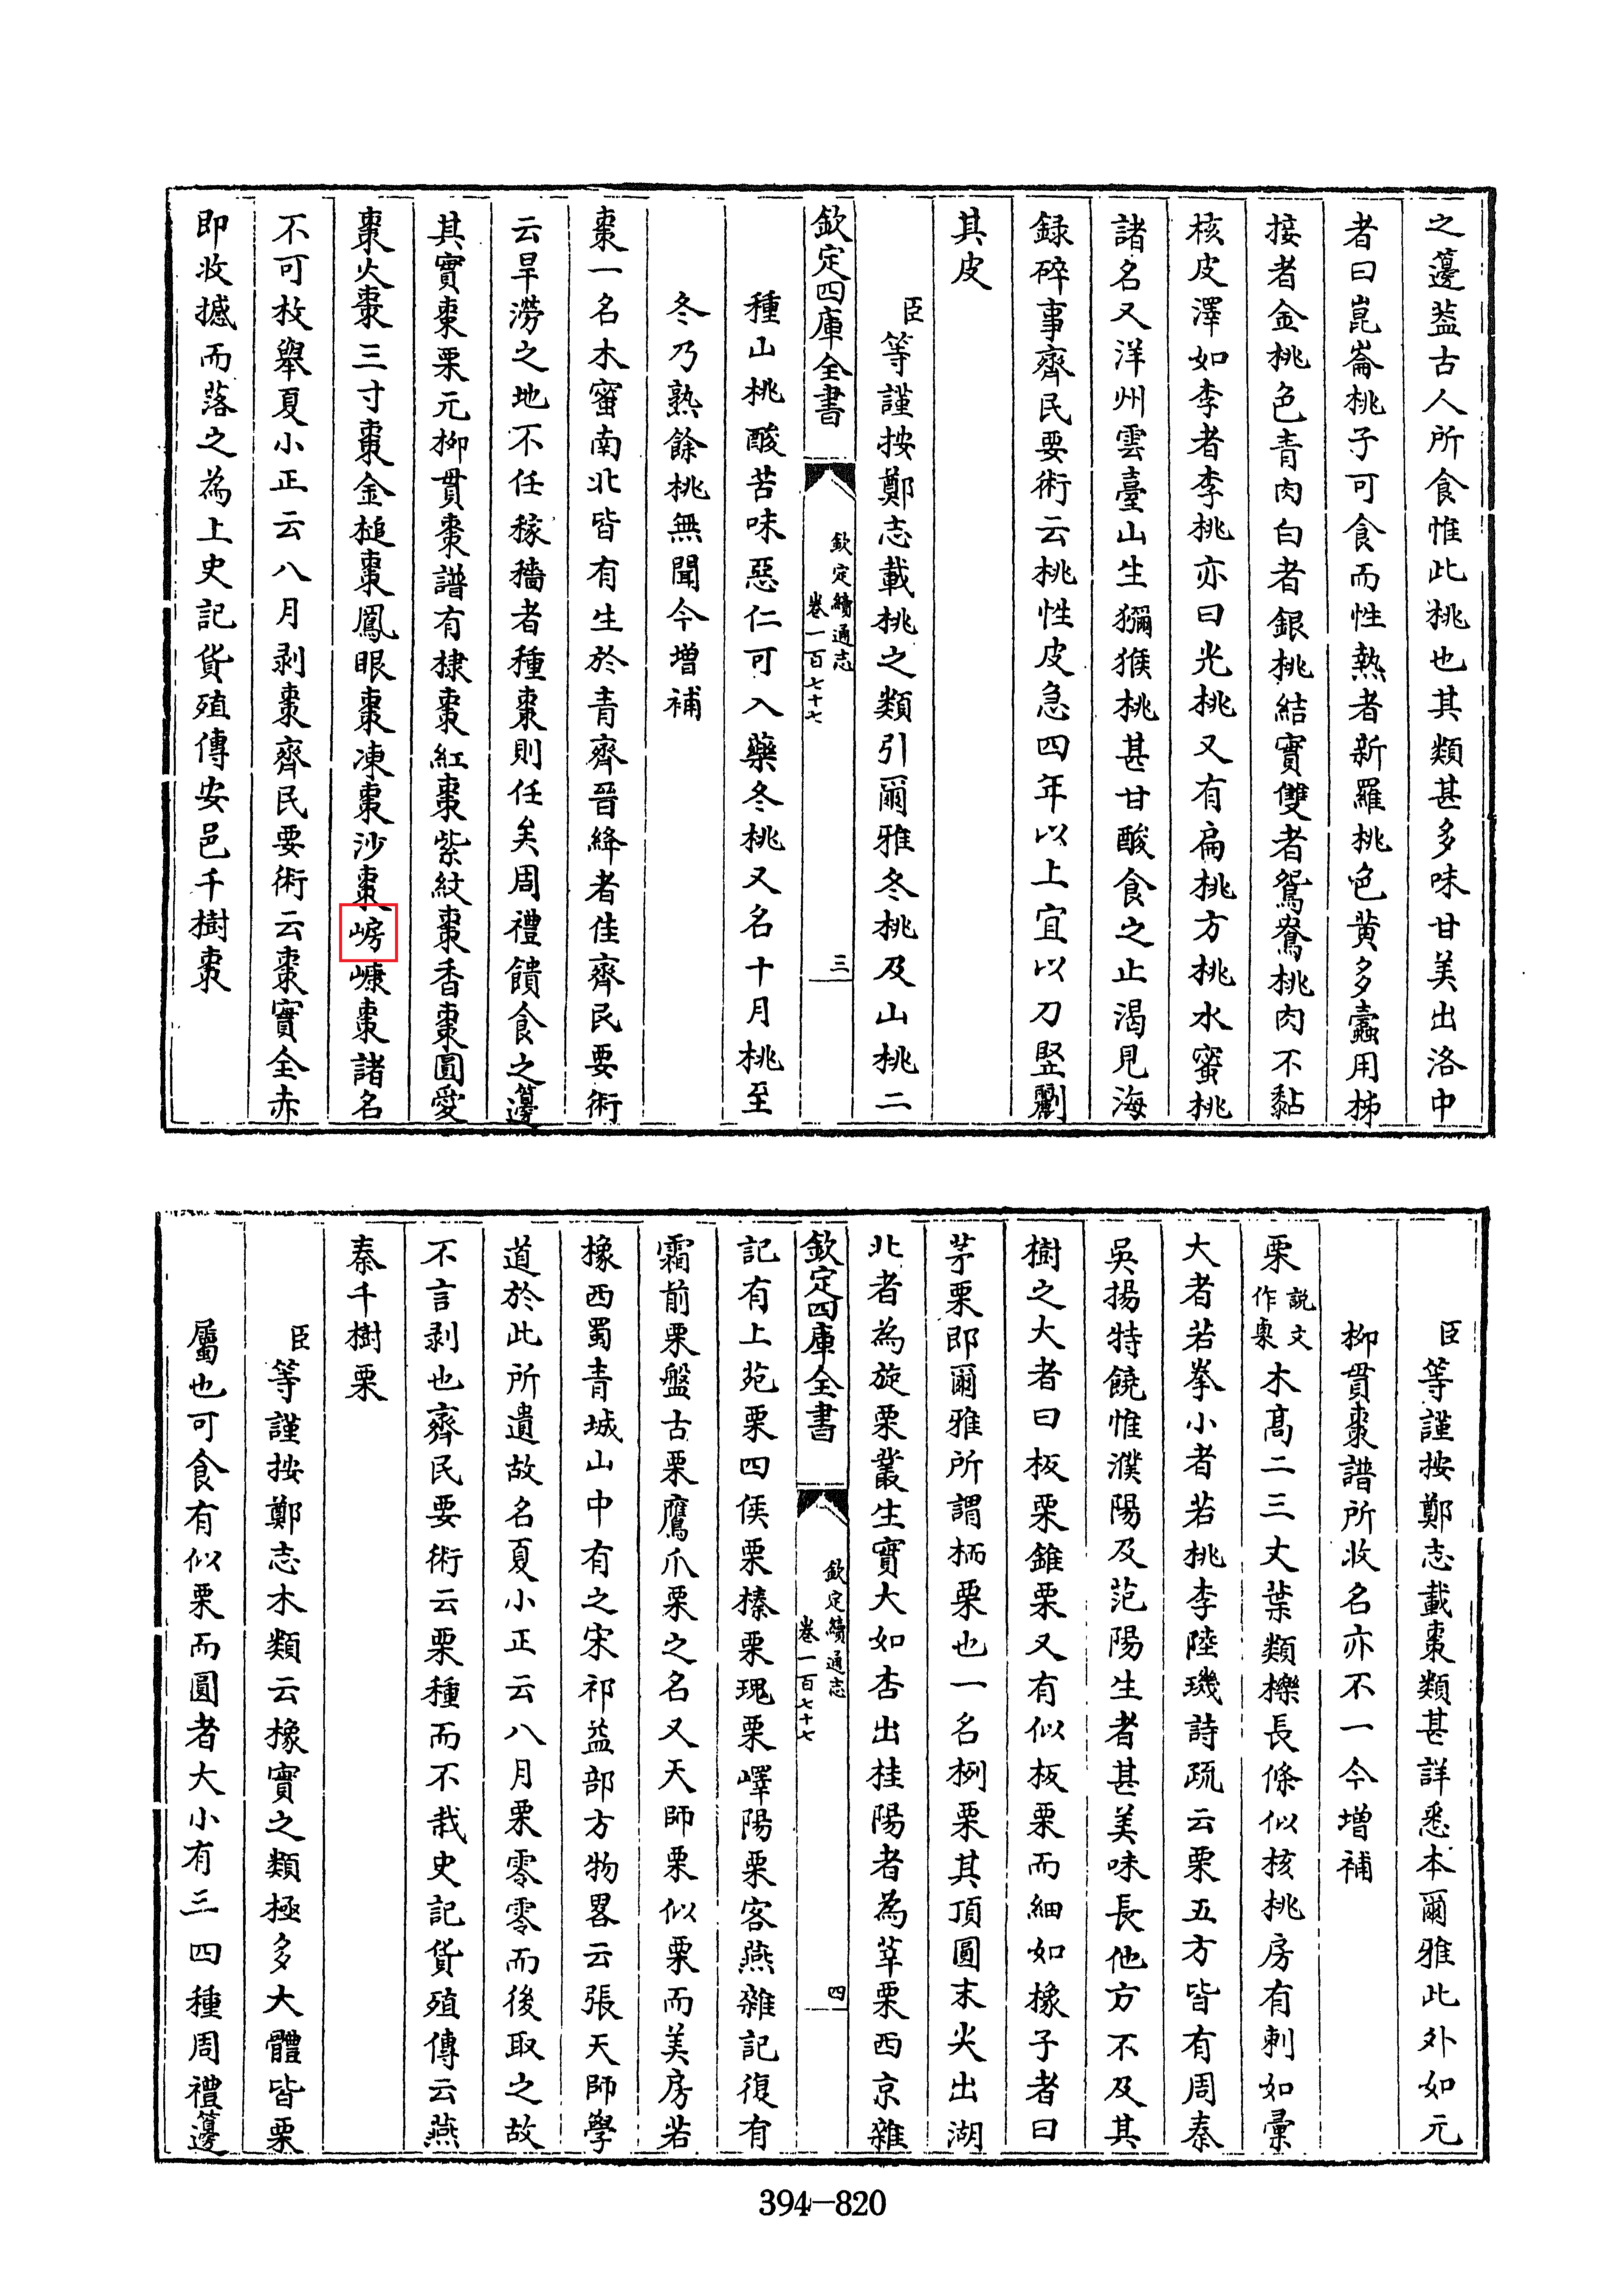 之籩葢古人所食惟此桃也其類甚多味甘美出洛中
者曰崑崙桃子可食而性熱者新羅桃色黄多蠧用柹
接者金桃色青肉白者銀桃結實雙者鴛鴦桃肉不黏
核皮澤如李者李桃亦曰光桃又有扁桃方桃水蜜桃
諸名又洋州雲臺山生獼猴桃甚甘酸食之止渴見海
録碎事齊民要術云桃性皮急四年以上宜以刀竪劙
其皮
臣等謹按鄭志載桃之類引爾雅冬桃及山桃二
欽定四庫全書
欽定續通志
卷一百七十七
三
種山桃酸苦味惡仁可入藥冬桃又名十月桃至
冬乃熟餘桃無聞今増補
棗一名木蜜南北皆有生於青齊晉絳者佳齊民要術
云旱澇之地不任稼穡者種棗則任矣周禮饋食之籩
其實棗栗元柳貫棗譜有棣棗紅棗紫紋棗香棗圓愛
棗火棗三寸棗金槌棗鳳眼棗凍棗沙棗㟁嵻棗諸名
不可枚舉夏小正云八月剥棗齊民要術云棗實全赤
即收撼而落之為上史記貨殖傳安邑千樹棗
臣等謹按鄭志載棗類甚詳悉本爾雅此外如元
柳貫棗譜所收名亦不一今增補
栗說文作㮚木髙二三丈葉類櫟長條似核桃房有刺如彙
大者若拳小者若桃李陸璣詩疏云栗五方皆有周秦
吳揚特饒惟濮陽及范陽生者甚美味長他方不及其
樹之大者曰板栗錐栗又有似板栗而細如橡子者曰
茅栗即爾雅所謂栭栗也一名栵栗其頂圓末尖出湖
北者為旋栗叢生實大如杏出桂陽者為莘栗西京雜
欽定四庫全書
欽定續通志
卷一百七十七
四
記有上苑栗四侯栗榛栗瑰栗嶧陽栗客燕雜記復有
霜前栗盤古栗鷹爪栗之名又天師栗似栗而美房若
橡西蜀青城山中有之宋祁益部方物畧云張天師學
道於此所遺故名夏小正云八月栗零零而後取之故
不言剥也齊民要術云栗種而不栽史記貨殖傳云燕
秦千樹栗
臣等謹按鄭志木類云橡實之類極多大體皆栗
屬也可食有似栗而圓者大小有三四種周禮籩
394—820